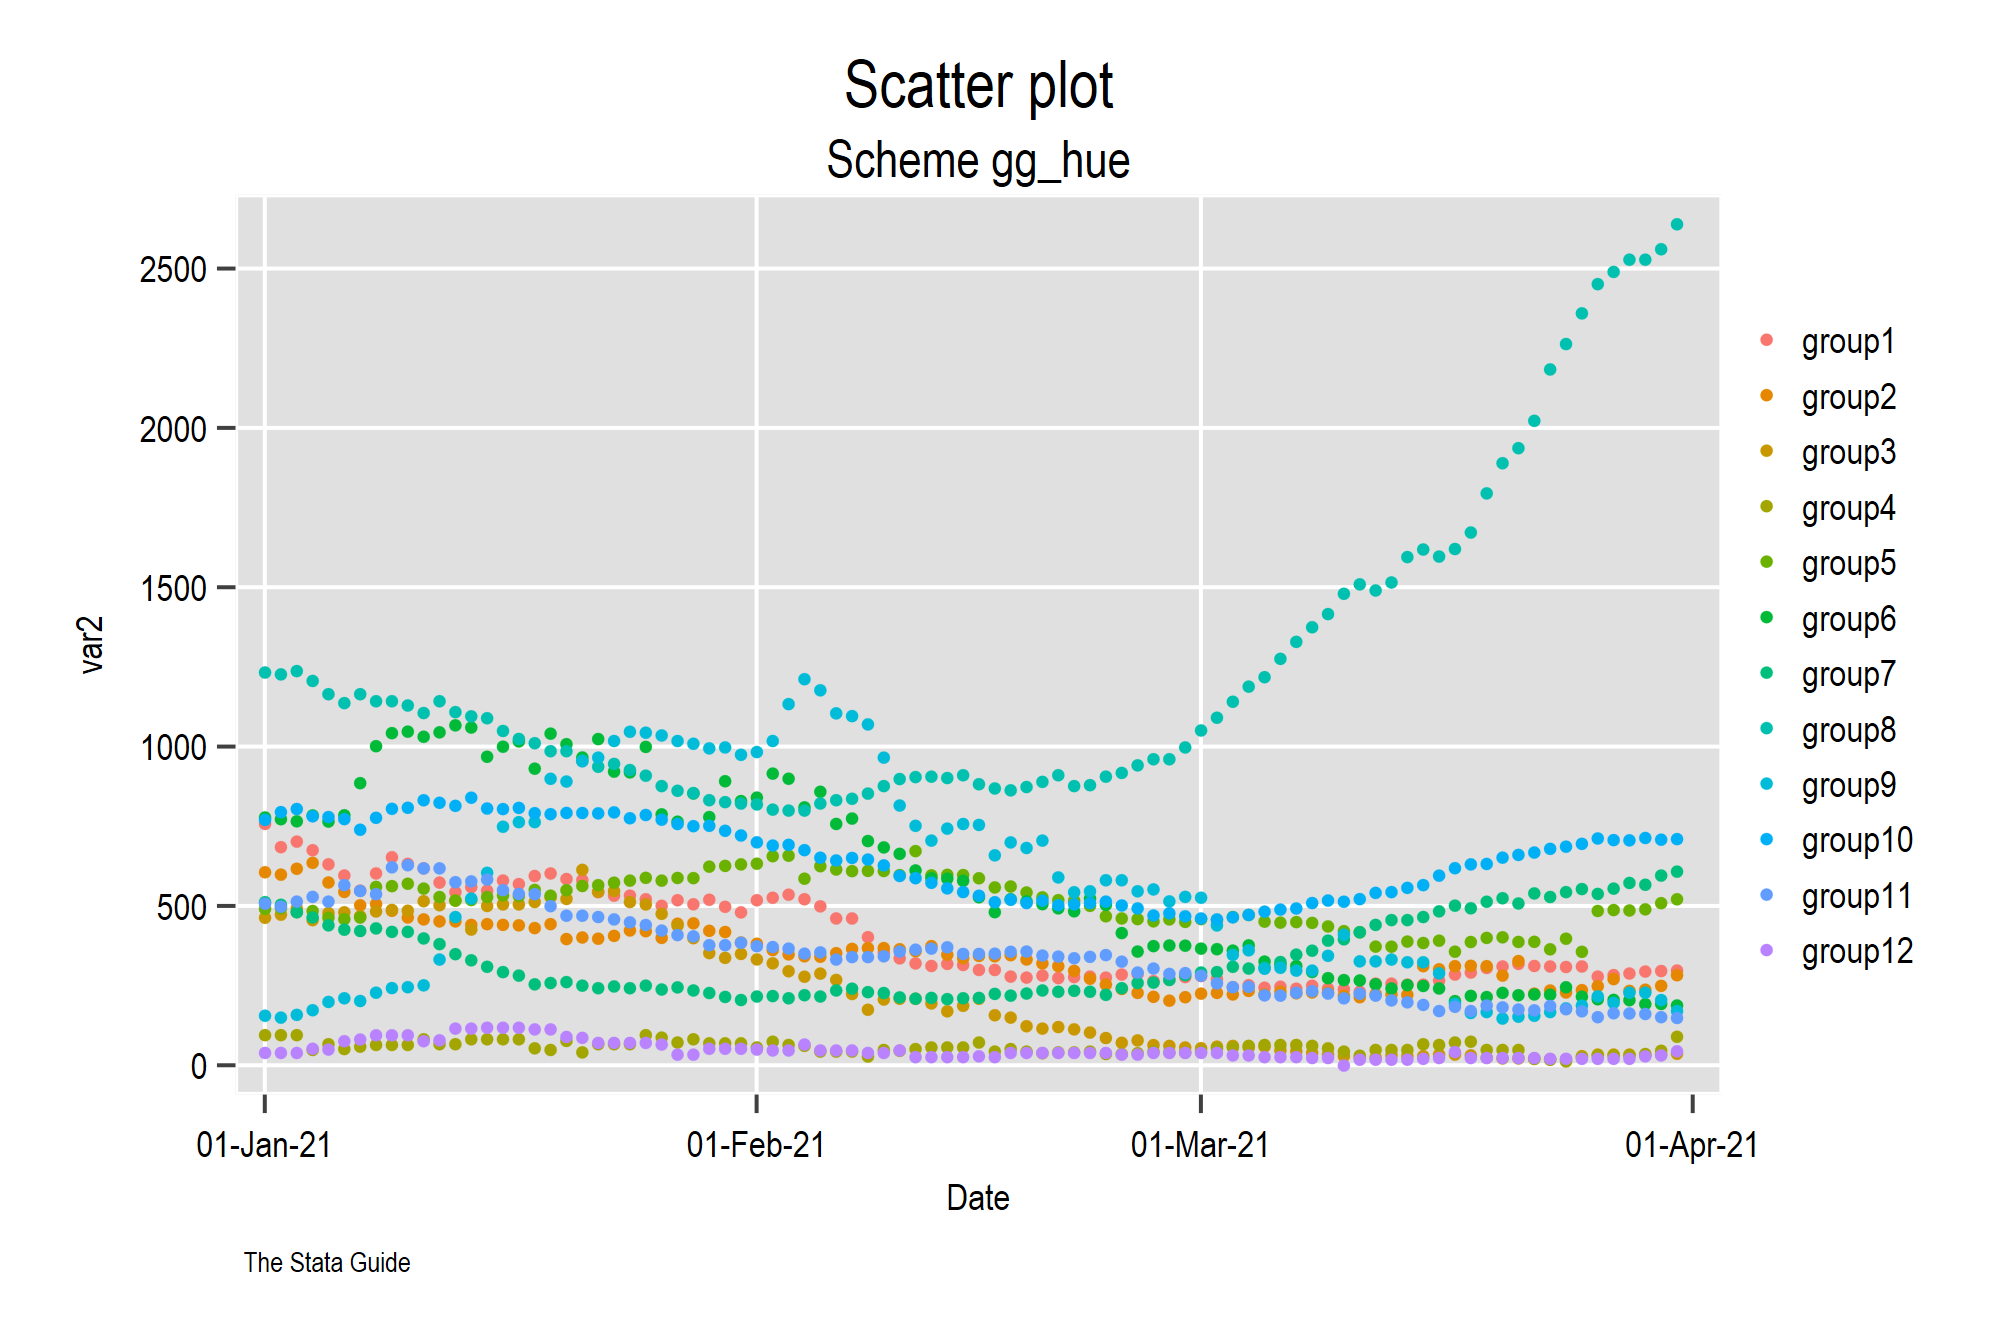 Scatter plot
Scheme gg_hue
2500
2000
1500
1000
500
0
var2
01-Jan-21
01-Feb-21
01-Mar-21
01-Apr-21
Date
group1
group2
group3
group4
group5
group6
group7
group8
group9
group10
group11
group12
The Stata Guide